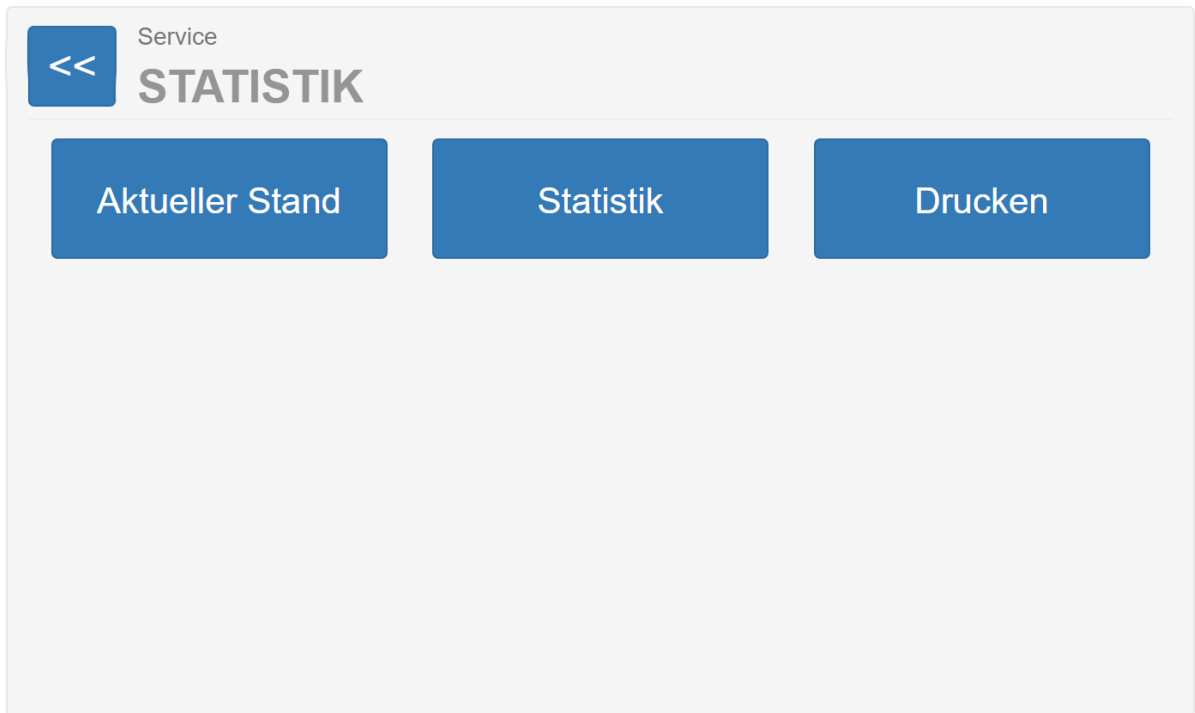 <<
Service
STATISTIK
Aktueller Stand
Statistik
Drucken